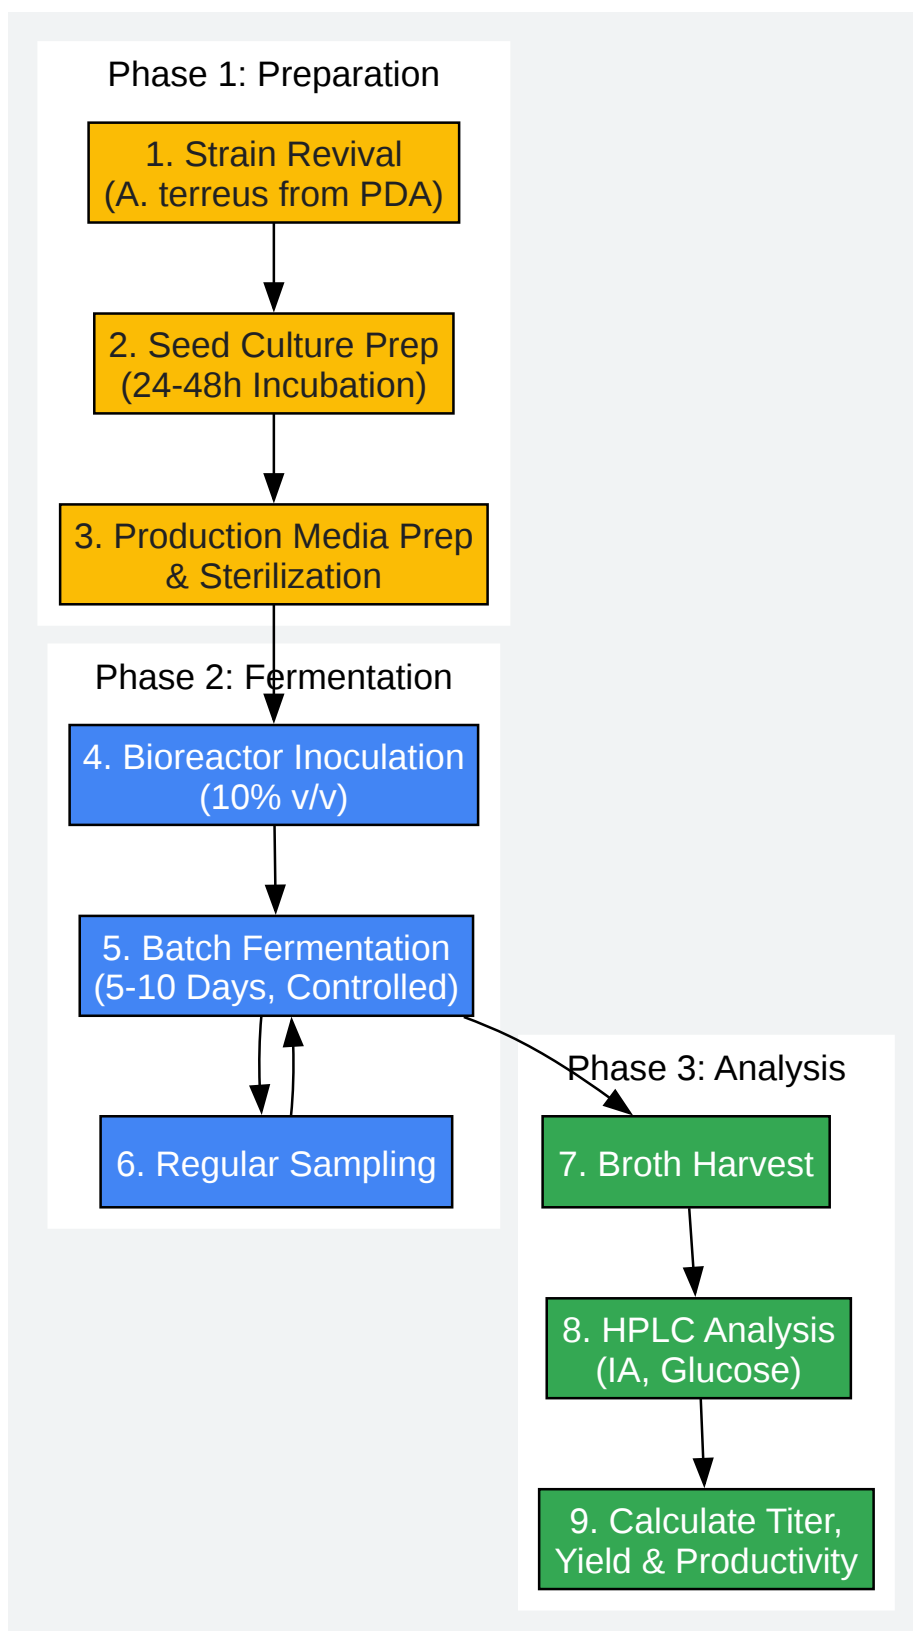 Phase 1: Preparation
1. Strain Revival
(A. terreus from PDA)
2. Seed Culture Prep
(24-48h Incubation)
3. Production Media Prep
& Sterilization
Phase 2: Fermentation
4. Bioreactor Inoculation
(10% v/v)
5. Batch Fermentation
(5-10 Days, Controlled)
6. Regular Sampling
Phase 3: Analysis
7. Broth Harvest
8. HPLC Analysis
(IA, Glucose)
9. Calculate Titer,
Yield & Productivity